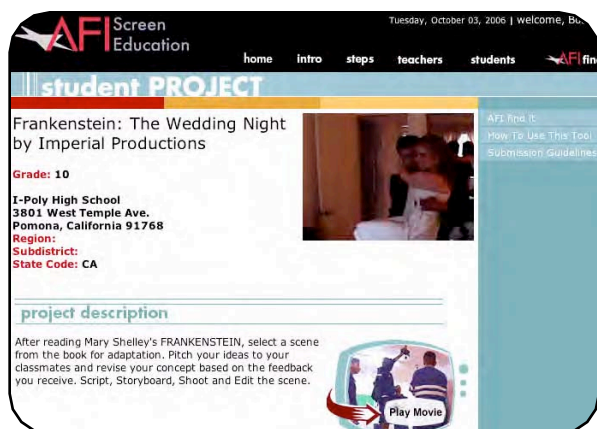 AFI Screen
Education
Tuesday, October 03, 2006 | welcome,
home intro steps teachers students AFI
student PROJECT
Frankenstein: The Wedding Night
by Imperial Productions
Grade: 10
I-Poly High School
3801 West Temple Ave.
Pomona, California 91768
Region:
Subdistrict:
State Code: CA
AFI find it
How To Use This Tool
Submission Guidelines
project description
After reading Mary Shelley's FRANKENSTEIN, select a scene
from the book for adaptation. Pitch your ideas to your
classmates and revise your concept based on the feedback
you receive. Script, Storyboard, Shoot and Edit the scene.
Play Movie